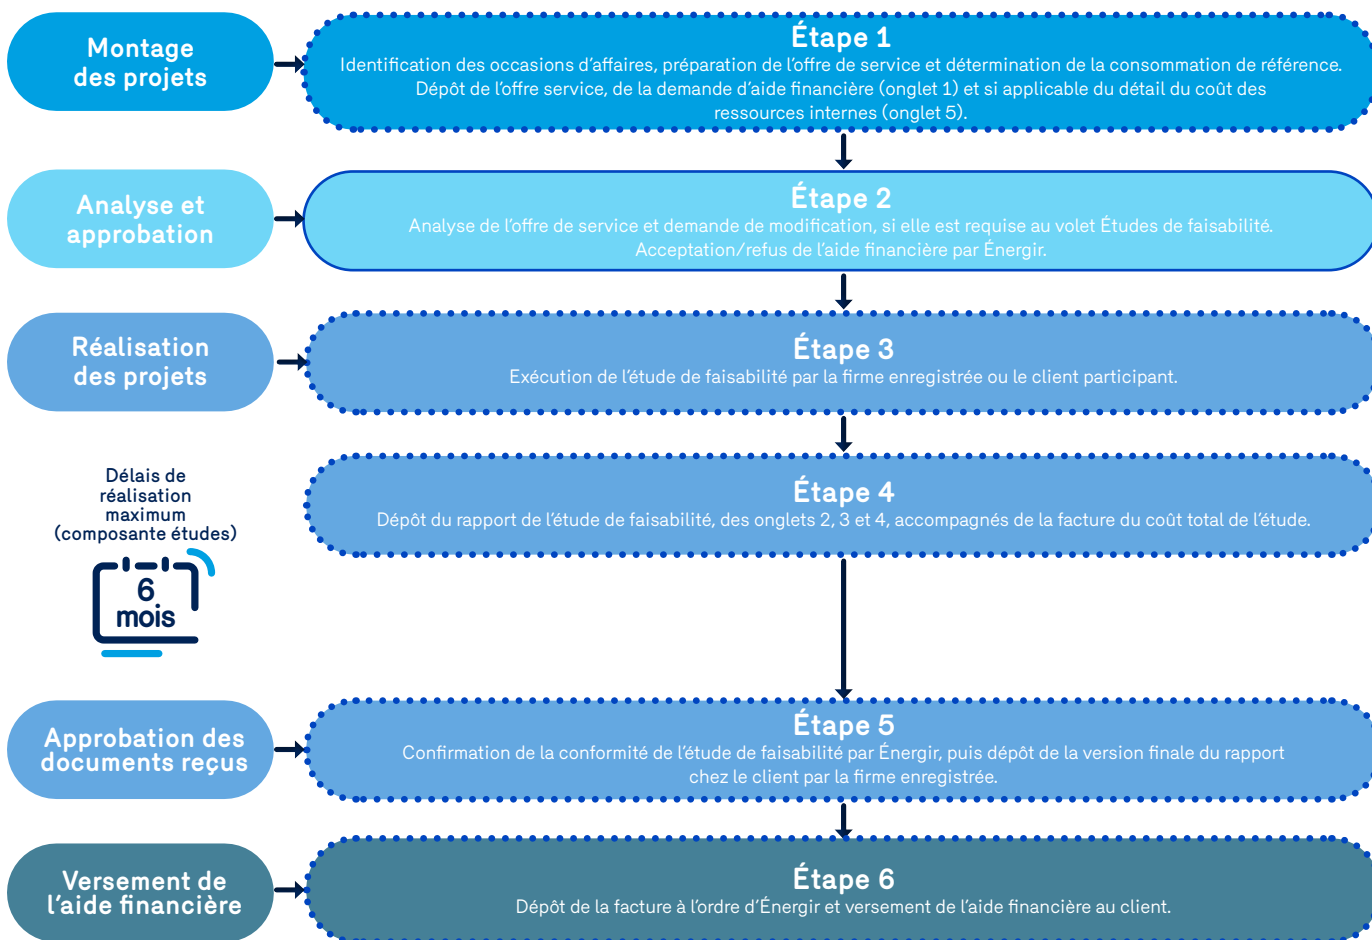 Montage
des projets
Étape 1
Identification des occasions d'affaires, préparation de l'offre de service et détermination de la consommation de référence.
Dépôt de l'offre service, de la demande d'aide financière (onglet 1) et si applicable du détail du coût des
ressources internes (onglet 5).
Analyse et
approbation
Étape 2
Analyse de l'offre de service et demande de modification, si elle est requise au volet Études de faisabilité.
Acceptation/refus de l'aide financière par Énergir.
Réalisation
des projets
Étape 3
Exécution de l'étude de faisabilité par la firme enregistrée ou le client participant.
Délais de
réalisation
maximum
(composante études)
6
mois
Étape 4
Dépôt du rapport de l'étude de faisabilité, des onglets 2, 3 et 4, accompagnés de la facture du coût total de l'étude.
Approbation des
documents reçus
Étape 5
Confirmation de la conformité de l'étude de faisabilité par Énergir, puis dépôt de la version finale du rapport
chez le client par la firme enregistrée.
Versement de
l'aide financière
Étape 6
Dépôt de la facture à l'ordre d'Énergir et versement de l'aide financière au client.